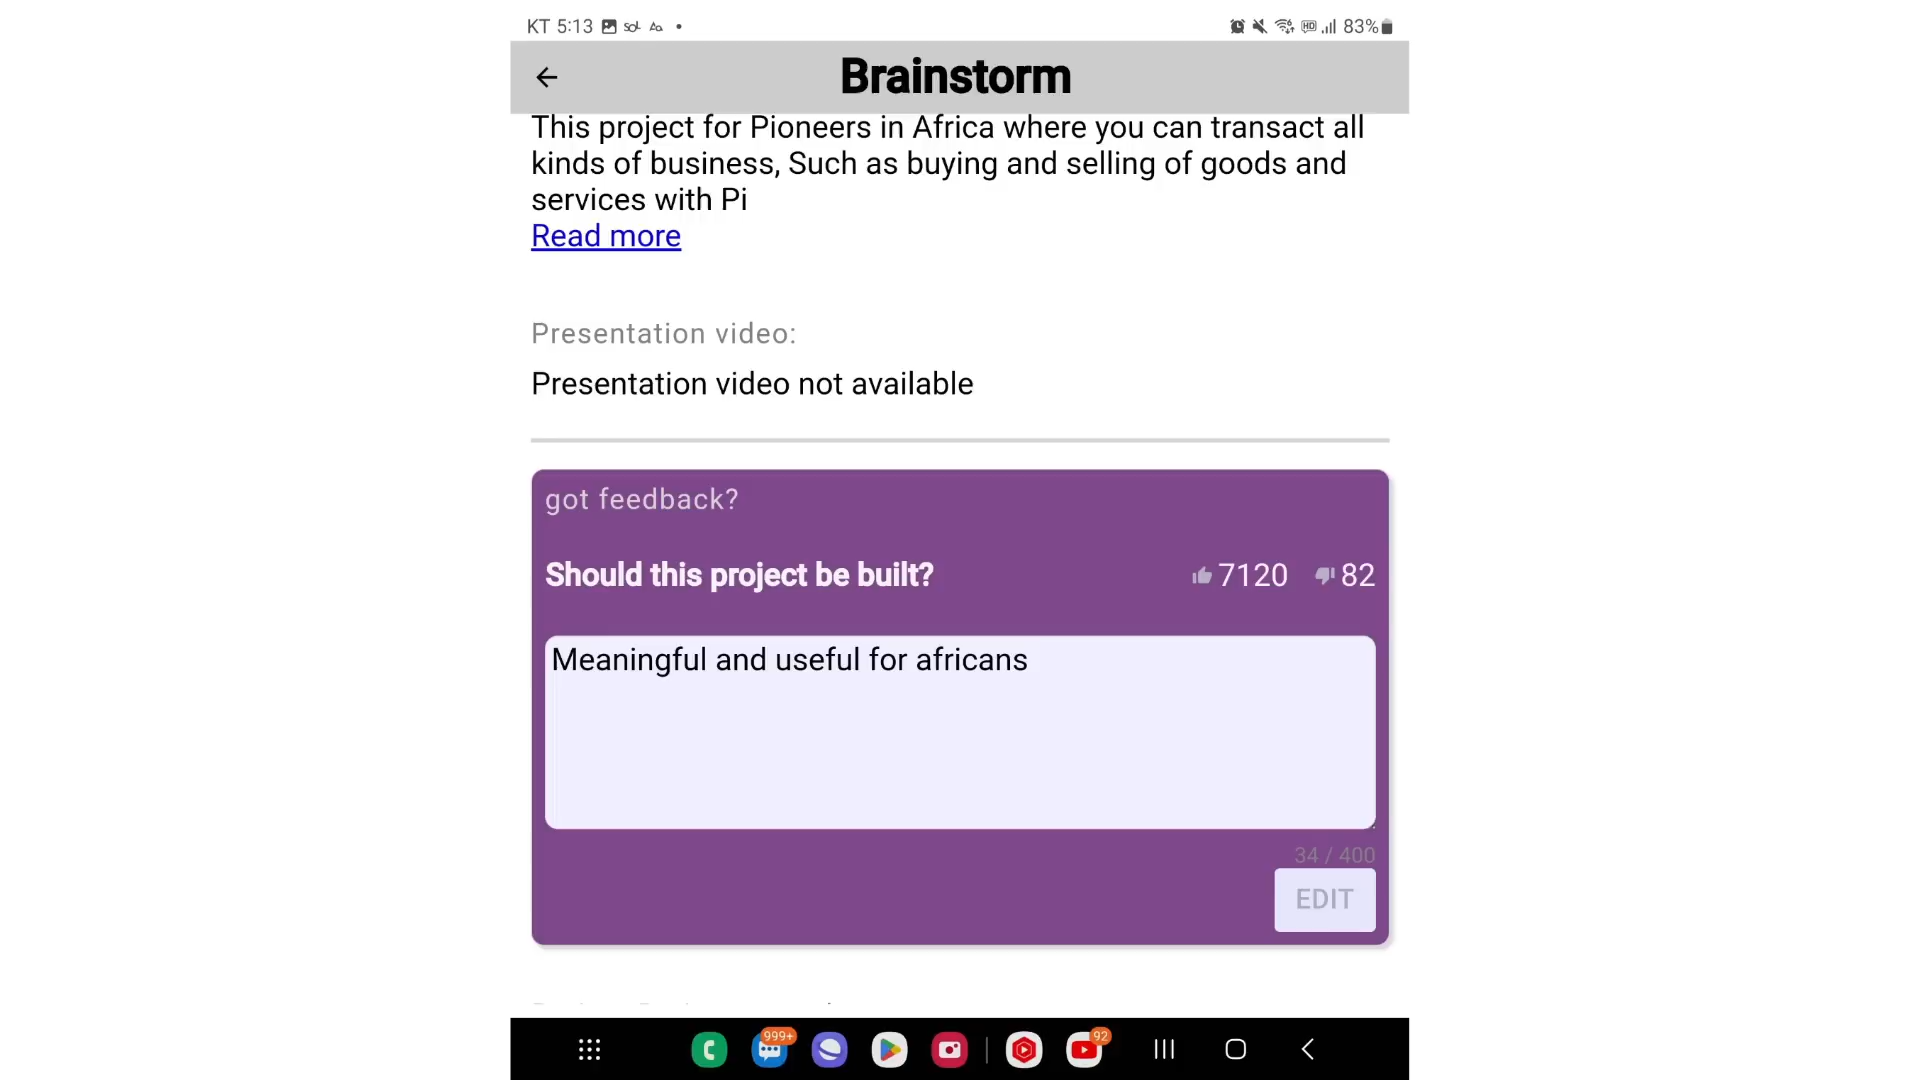 KT 5:13
83%
Brainstorm
This project for Pioneers in Africa where you can transact all
kinds of business, Such as buying and selling of goods and
services with Pi
Read more
Presentation video:
Presentation video not available
got feedback?
Should this project be built? 7120 82
Meaningful and useful for africans
34 / 400
EDIT
999+ 92